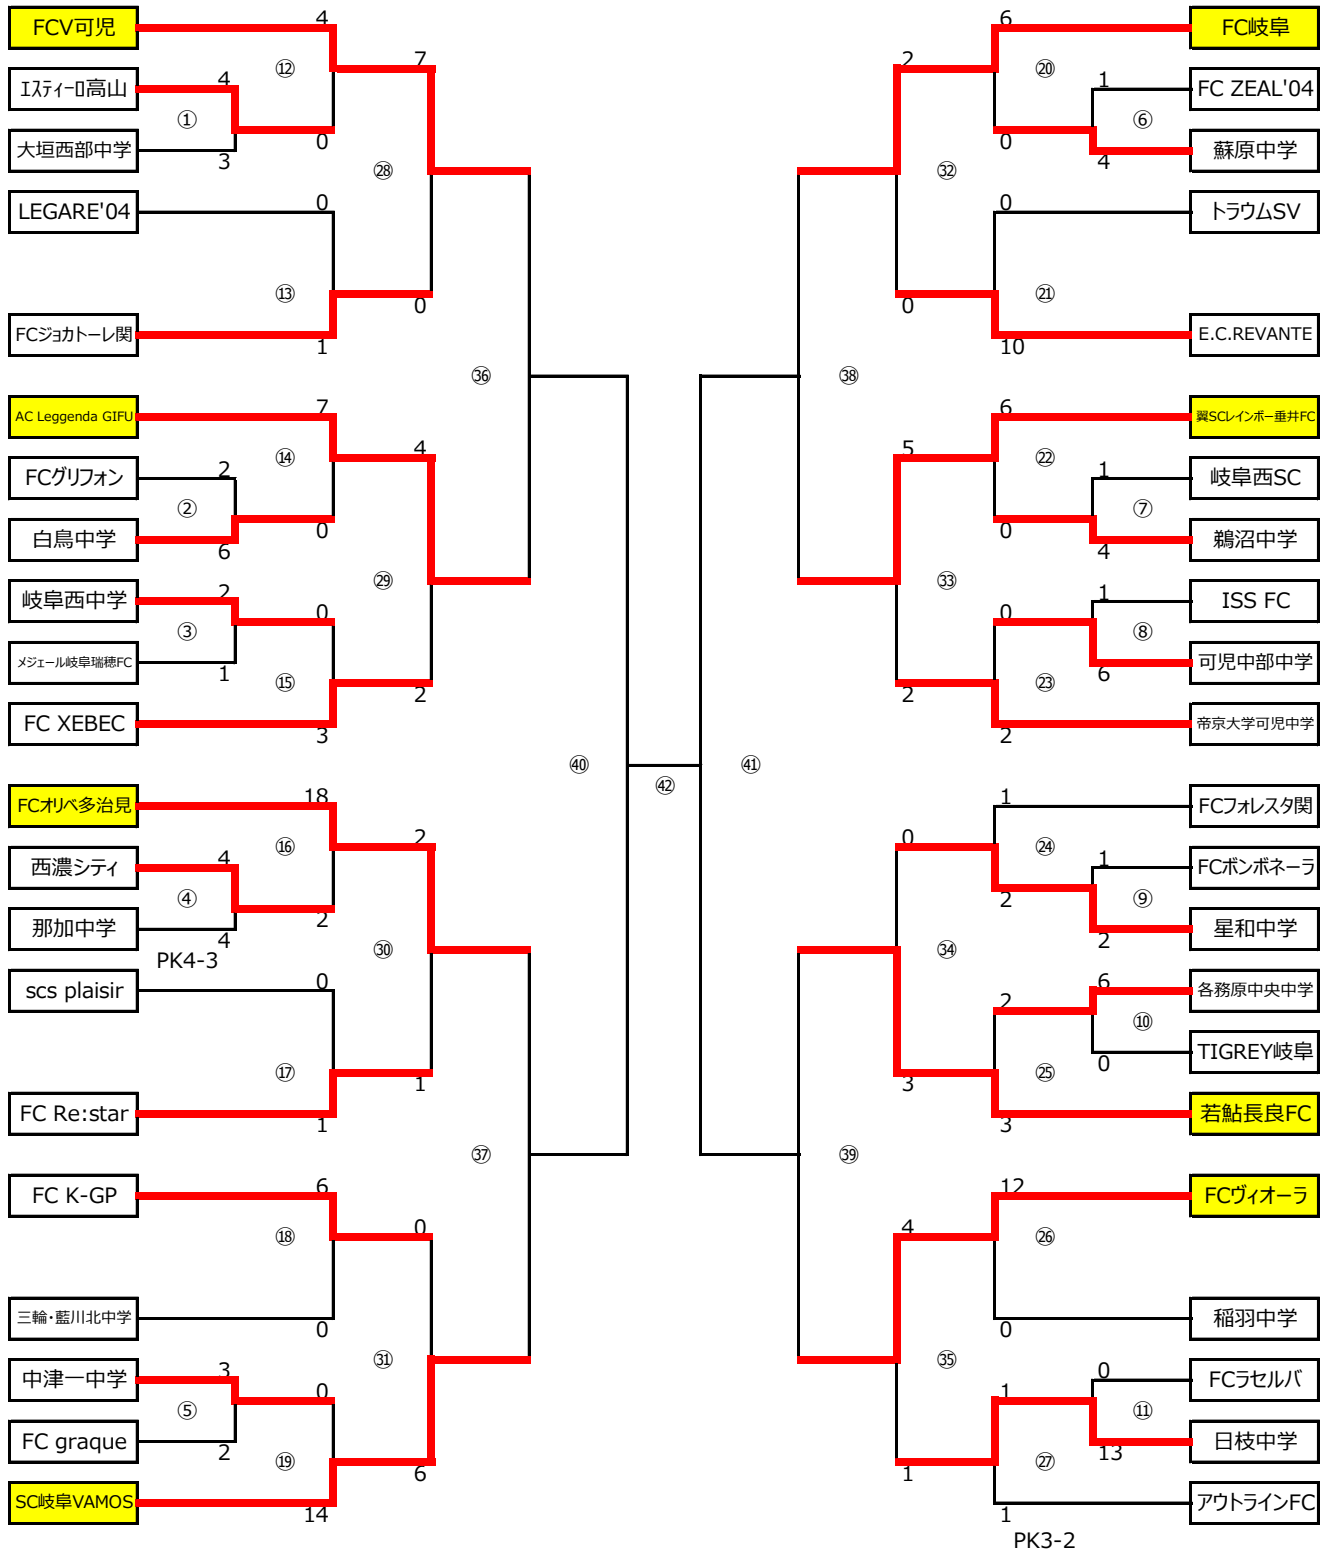 FCV可児
4
⑫
7
ｴｽﾃｨｰﾛ高山
4
①
0
大垣西部中学
3
㉘
LEGARE'04
0
⑬
0
FCジョカトーレ関
1
㊱
AC Leggenda GIFU
7
⑭
4
FCグリフォン
2
②
0
白鳥中学
6
㉙
岐阜西中学
2
0
③
メジェール岐阜瑞穂FC
1
⑮
2
FC XEBEC
3
㊵
FCオリベ多治見
18
⑯
2
西濃シティ
4
④
2
那加中学
4
PK4-3
㉚
scs plaisir
0
⑰
1
FC Re:star
1
㊲
FC K-GP
6
⑱
0
三輪・藍川北中学
0
㉛
中津一中学
3
0
⑤
FC graque
2
⑲
6
SC岐阜VAMOS
14
㊷
FC岐阜
6
⑳
2
FC ZEAL'04
1
⑥
0
蘇原中学
4
㉜
トラウムSV
0
㉑
0
E.C.REVANTE
10
㊳
翼SCレインボー垂井FC
6
㉒
5
岐阜西SC
1
⑦
0
鵜沼中学
4
㉝
ISS FC
1
0
⑧
可児中部中学
6
㉓
2
帝京大学可児中学
2
㊶
FCフォレスタ関
1
㉔
0
FCボンボネーラ
1
⑨
2
星和中学
2
㉞
各務原中央中学
6
2
⑩
TIGREY岐阜
0
㉕
3
若鮎長良FC
3
㊴
FCヴィオーラ
12
㉖
4
稲羽中学
0
㉟
FCラセルバ
0
1
⑪
日枝中学
13
㉗
1
アウトラインFC
1
PK3-2